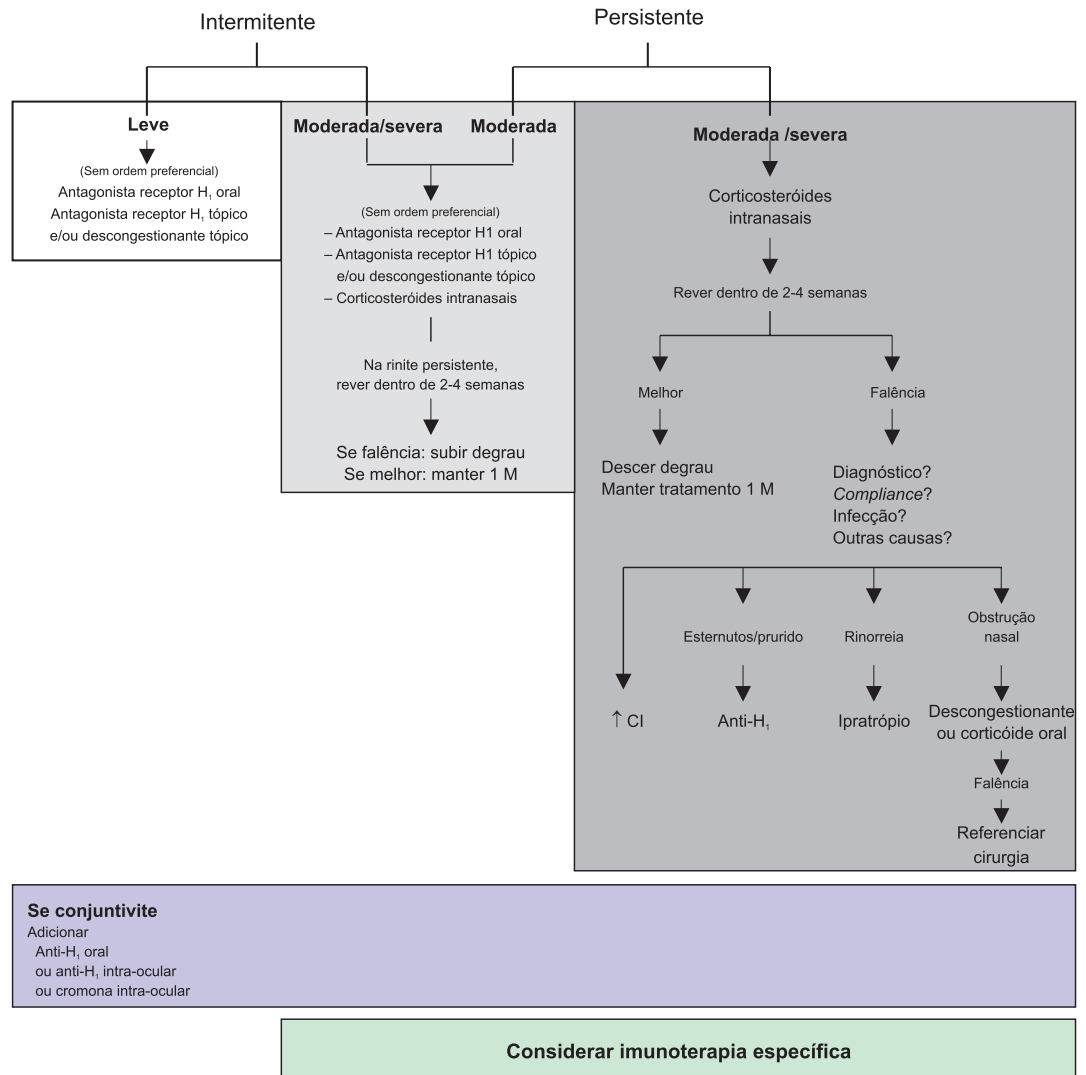 Intermitente
Persistente
Leve
(Sem ordem preferencial)
Antagonista receptor H₁ oral
Antagonista receptor H₁ tópico
e/ou descongestionante tópico
Moderada/severa
Moderada
(Sem ordem preferencial)
– Antagonista receptor H1 oral
– Antagonista receptor H1 tópico
e/ou descongestionante tópico
– Corticosteróides intranasais
Na rinite persistente,
rever dentro de 2-4 semanas
Se falência: subir degrau
Se melhor: manter 1 M
Moderada /severa
Corticosteróides
intranasais
Rever dentro de 2-4 semanas
Melhor
Descer degrau
Manter tratamento 1 M
Falência
Diagnóstico?
Compliance?
Infecção?
Outras causas?
↑ CI
Esternutos/prurido
Anti-H₁
Rinorreia
Ipratrópio
Obstrução
nasal
Descongestionante
ou corticóide oral
Falência
Referenciar
cirurgia
Se conjuntivite
Adicionar
Anti-H₁ oral
ou anti-H₁ intra-ocular
ou cromona intra-ocular
Considerar imunoterapia específica